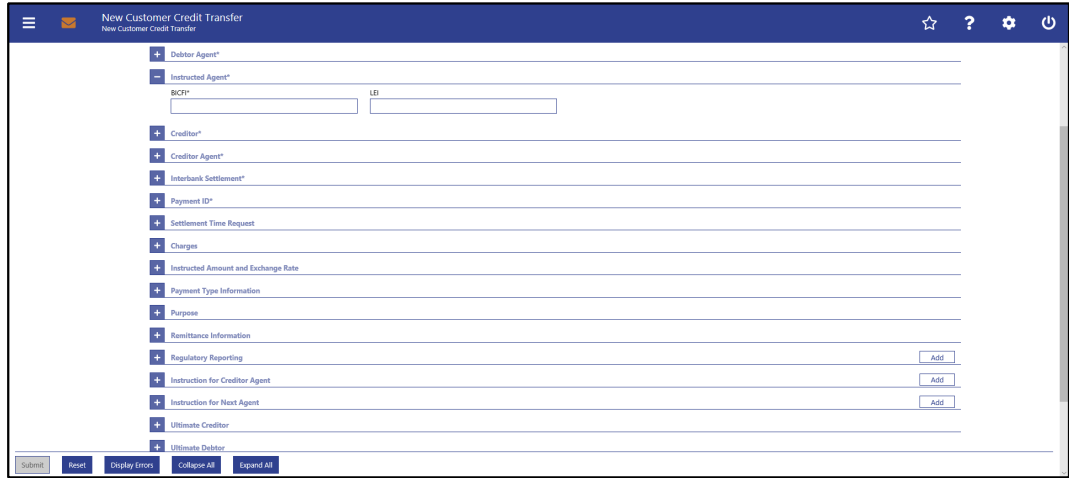 New Customer Credit Transfer
New Customer Credit Transfer
?
+ Debtor Agent*
− Instructed Agent*
BICFI* LEI
+ Creditor*
+ Creditor Agent*
+ Interbank Settlement*
+ Payment ID*
+ Settlement Time Request
+ Charges
+ Instructed Amount and Exchange Rate
+ Payment Type Information
+ Purpose
+ Remittance Information
+ Regulatory Reporting Add
+ Instruction for Creditor Agent Add
+ Instruction for Next Agent Add
+ Ultimate Creditor
+ Ultimate Debtor
Submit Reset Display Errors Collapse All Expand All